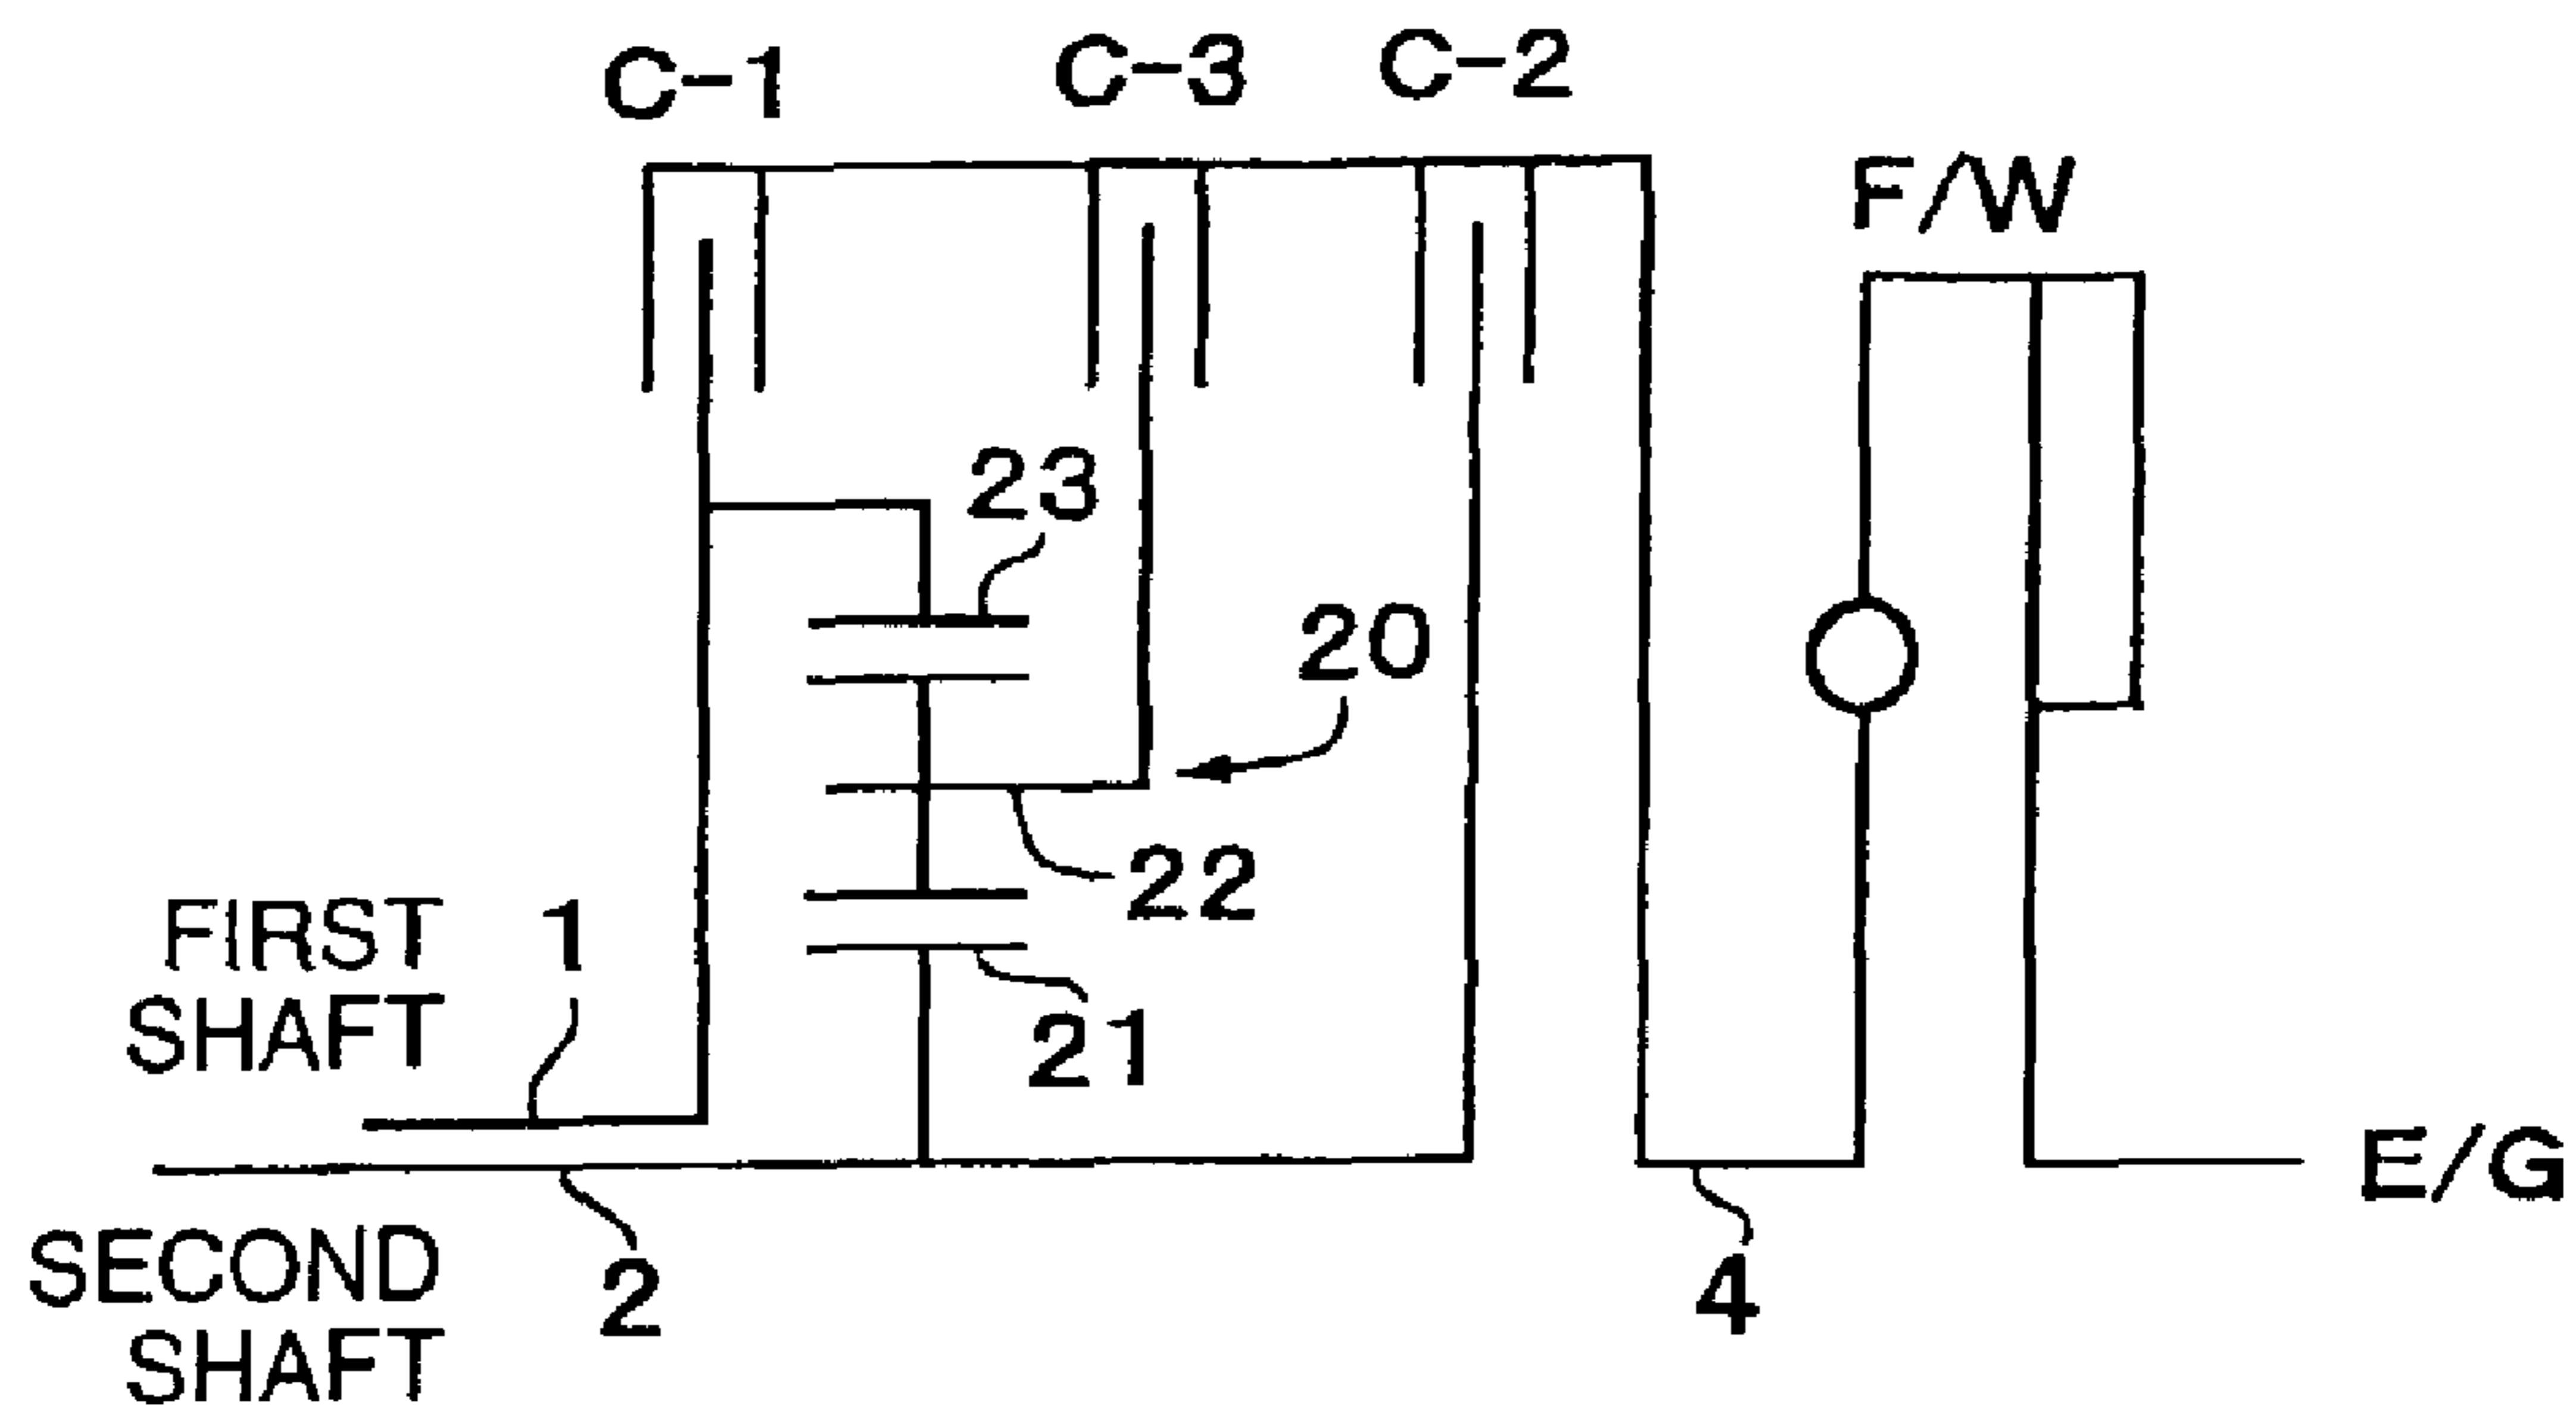 C-1
C-3
C-2
F/W
23
20
22
FIRST
SHAFT
1
21
E/G
SECOND
SHAFT
2
4